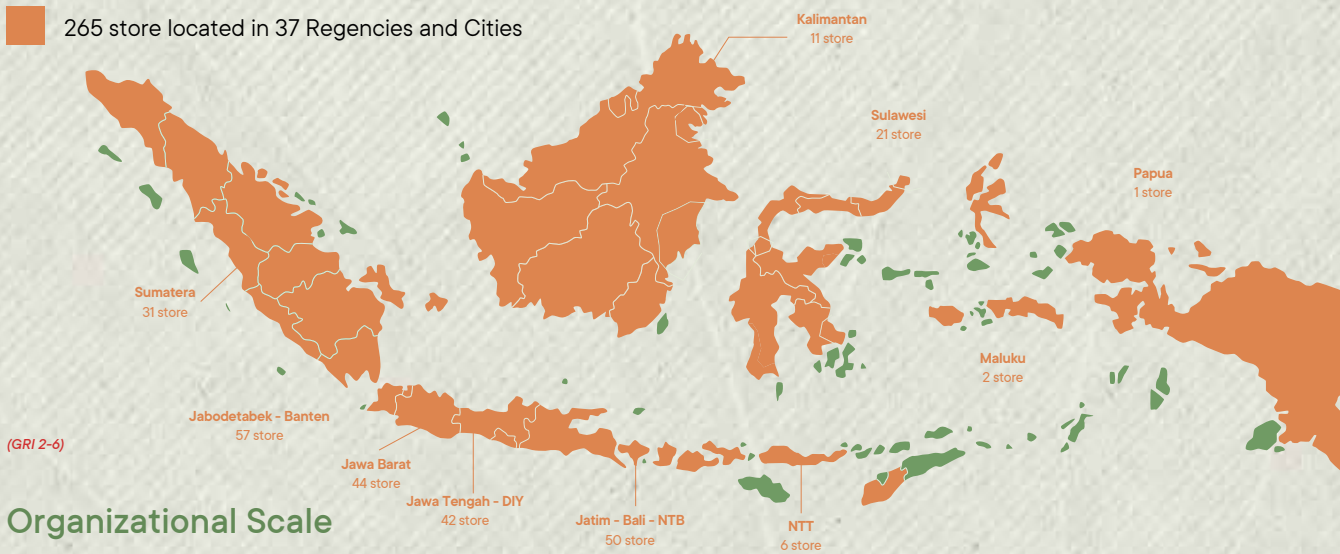 265 store located in 37 Regencies and Cities
Kalimantan
11 store
Sulawesi
21 store
Papua
1 store
Sumatera
31 store
Maluku
2 store
Jabodetabek - Banten
57 store
(GRI 2-6)
Jawa Barat
44 store
Jawa Tengah - DIY
42 store
Jatim - Bali - NTB
50 store
NTT
6 store
Organizational Scale